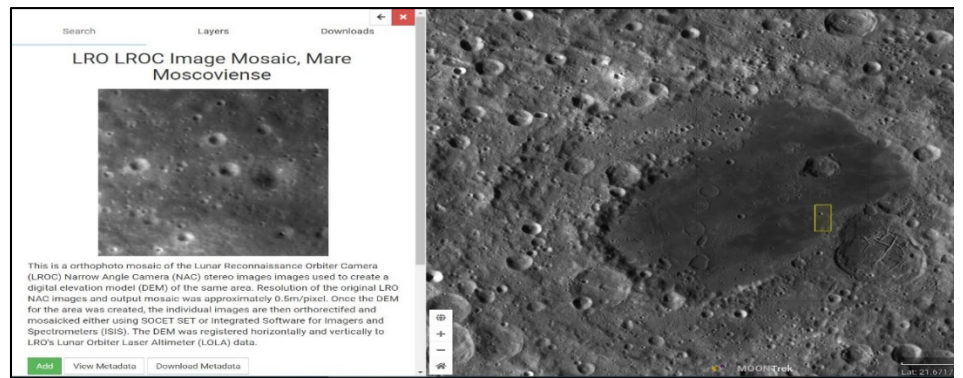 Search Layers Downloads
LRO LROC Image Mosaic, Mare
Moscoviense
This is a orthophoto mosaic of the Lunar Reconnaissance Orbiter Camera
(LROC) Narrow Angle Camera (NAC) stereo images images used to create a
digital elevation model (DEM) of the same area. Resolution of the original LRO
NAC images and output mosaic was approximately 0.5m/pixel. Once the DEM
for the area was created, the individual images are then orthorectifed and
mosaicked either using SOCET SET or Integrated Software for Imagers and
Spectrometers (ISIS). The DEM was registered horizontally and vertically to
LRO's Lunar Orbiter Laser Altimeter (LOLA) data.
Add View Metadata Download Metadata
MOONTrek
Lat: 21.6717